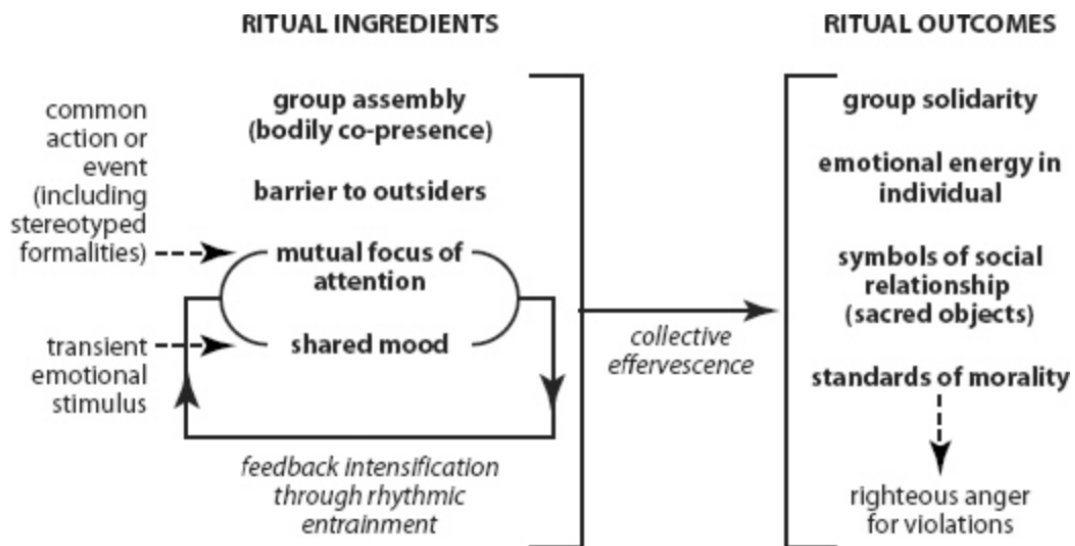 RITUAL INGREDIENTS
RITUAL OUTCOMES
common
action or
event
(including
stereotyped
formalities)
transient
emotional
stimulus
group assembly
(bodily co-presence)
barrier to outsiders
mutual focus of
attention
shared mood
feedback intensification
through rhythmic
entrainment
collective
effervescence
group solidarity
emotional energy in
individual
symbols of social
relationship
(sacred objects)
standards of morality
righteous anger
for violations